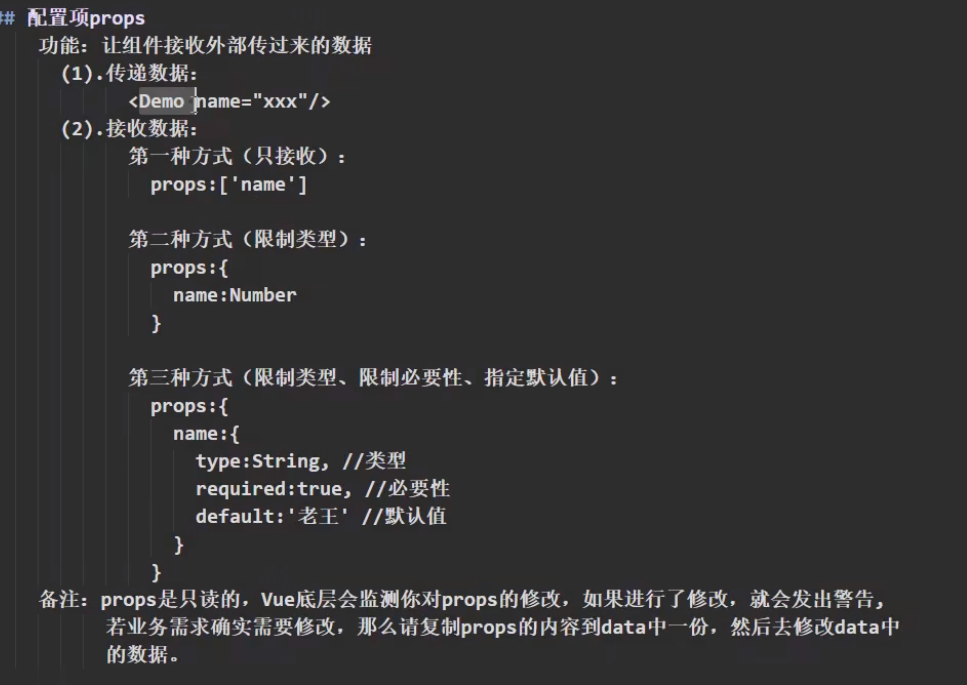 ## 配置项props
功能：让组件接收外部传过来的数据
(1).传递数据：
<Demo name="xxx"/>
(2).接收数据：
第一种方式（只接收）：
props:['name']
第二种方式（限制类型）：
props:{
name:Number
}
第三种方式（限制类型、限制必要性、指定默认值）：
props:{
name:{
type:String, //类型
required:true, //必要性
default:'老王' //默认值
}
}
备注：props是只读的，Vue底层会监测你对props的修改，如果进行了修改，就会发出警告，
若业务需求确实需要修改，那么请复制props的内容到data中一份，然后去修改data中
的数据。